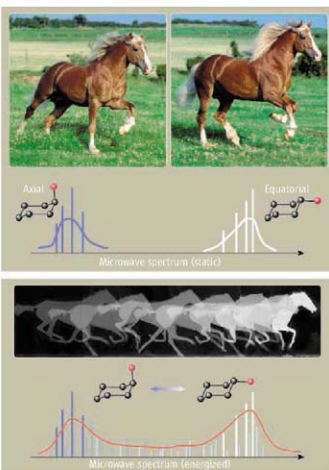 Axial
Equatorial
Microwave spectrum (static)
Microwave spectrum (energized)